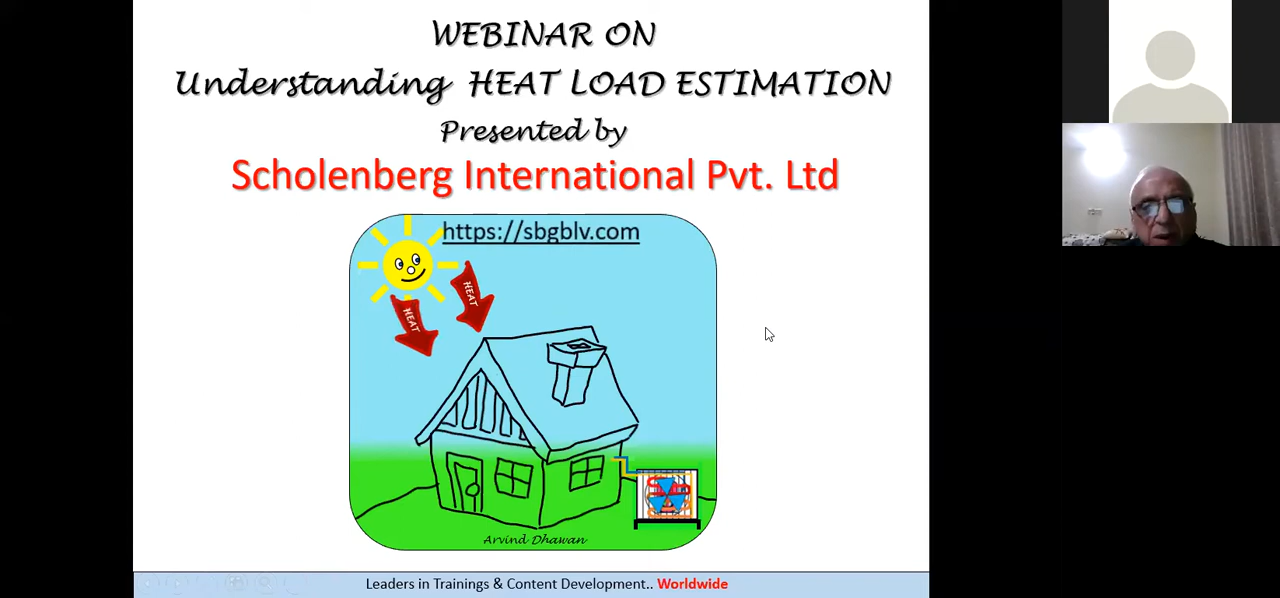 WEBINAR ON
Understanding HEAT LOAD ESTIMATION
Presented by
Scholenberg International Pvt. Ltd
https://sbgblv.com
HEAT
HEAT
Arvind Dhawan
Leaders in Trainings & Content Development.. Worldwide